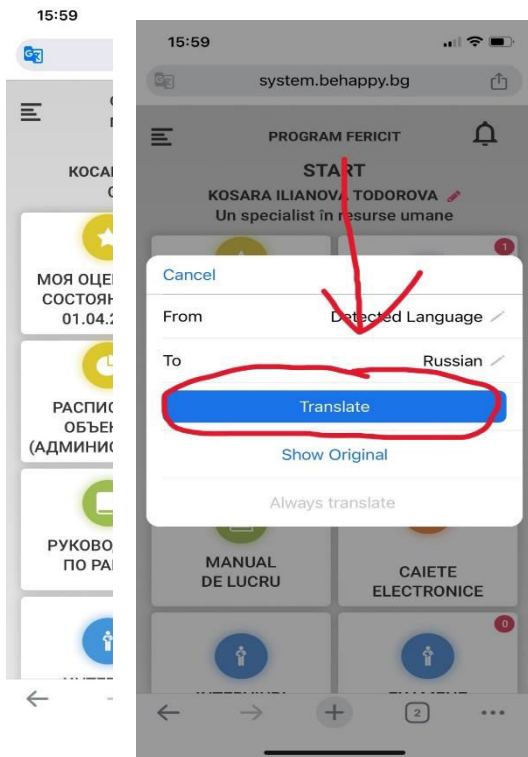 15:59
КОСА
МОЯ ОЦЕ
СОСТОЯН
01.04.2
РАСПИС
ОБЪЕ
(АДМИНИС
РУКОВО
ПО РА
15:59
system.behappy.bg
PROGRAM FERICIT
START
KOSARA ILIANOVA TODOROVA
Un specialist în resurse umane
1
Cancel
From Detected Language
To Russian
Translate
Show Original
Always translate
MANUAL
DE LUCRU
CAIETE
ELECTRONICE
0
2